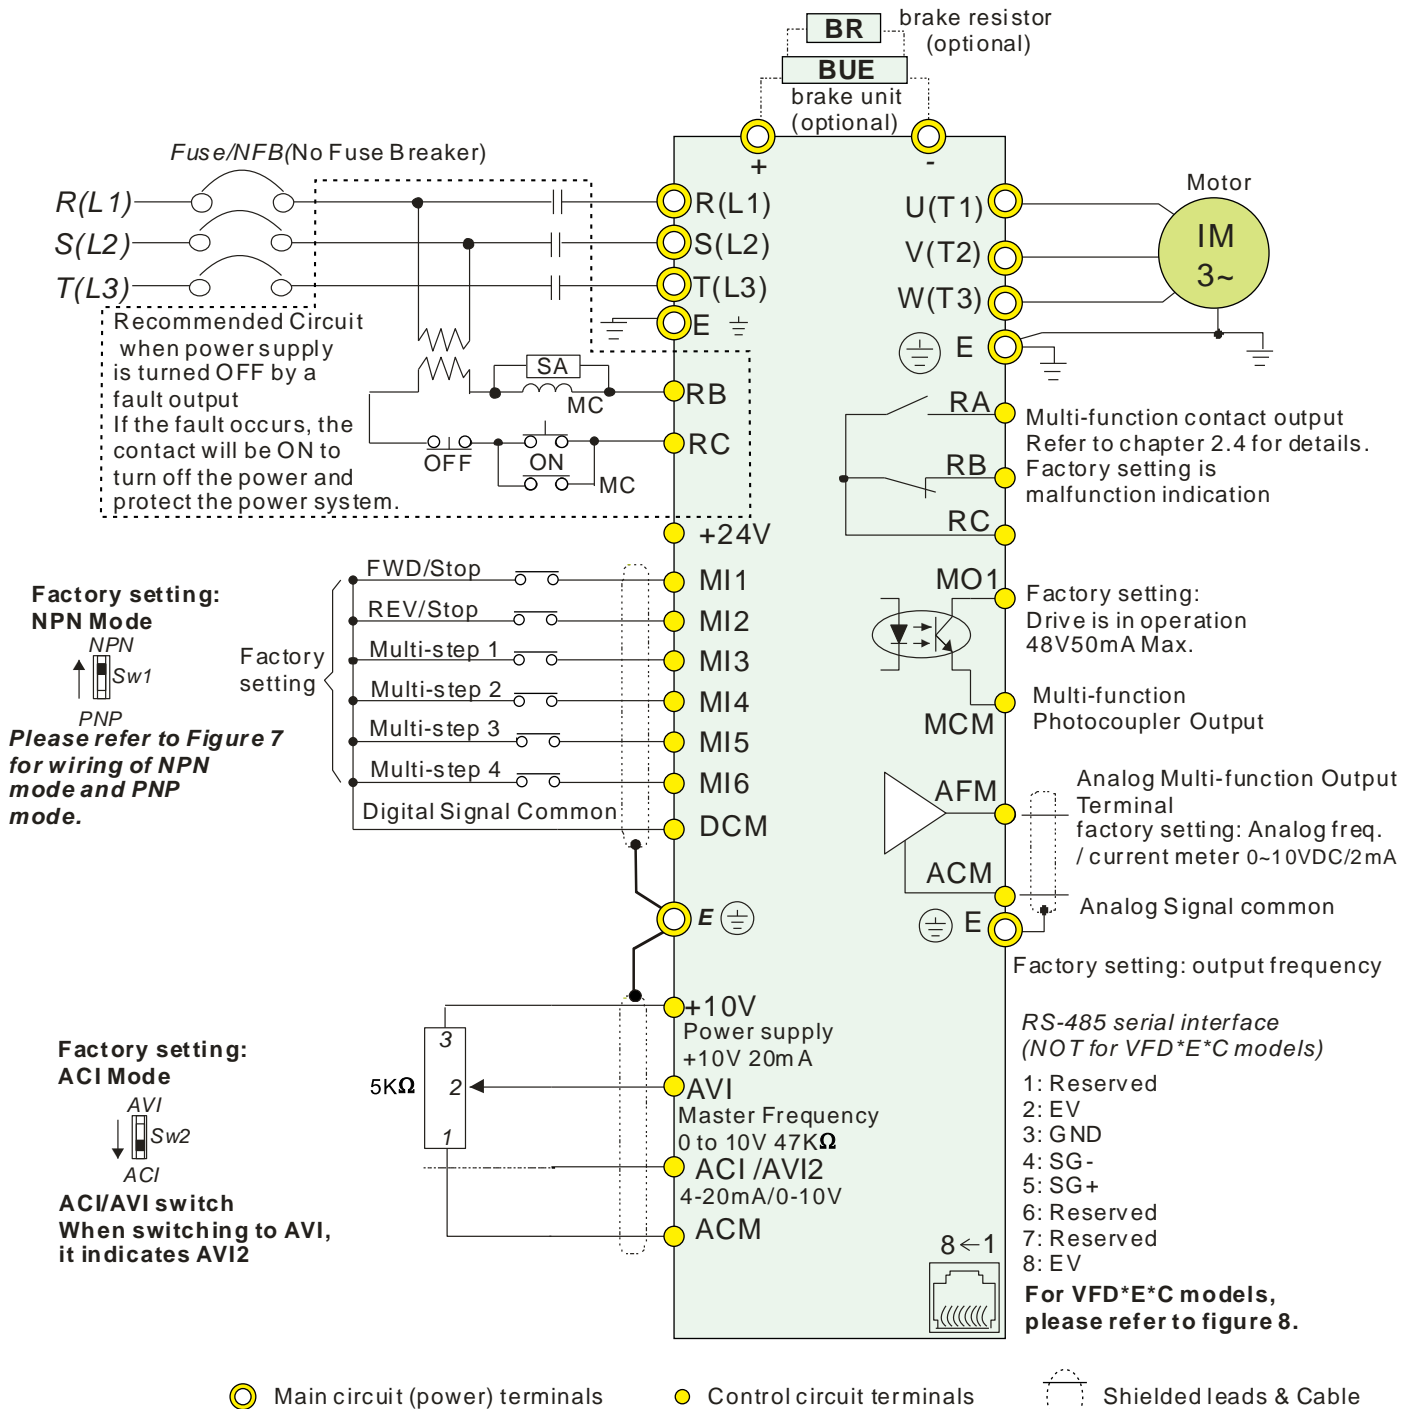 BR
brake resistor
(optional)
BUE
brake unit
(optional)
+
-
Fuse/NFB(No Fuse Breaker)
R(L1)
S(L2)
T(L3)
R(L1)
S(L2)
T(L3)
E
U(T1)
V(T2)
W(T3)
E
Motor
IM
3~
Recommended Circuit
when power supply
is turned OFF by a
fault output
If the fault occurs, the
contact will be ON to
turn off the power and
protect the power system.
SA
MC
OFF
ON
MC
RB
RC
RA
RB
RC
Multi-function contact output
Refer to chapter 2.4 for details.
Factory setting is
malfunction indication
+24V
FWD/Stop
MI1
REV/Stop
MI2
Multi-step 1
MI3
Multi-step 2
MI4
Multi-step 3
MI5
Multi-step 4
MI6
Digital Signal Common
DCM
Factory
setting
Factory setting:
NPN Mode
NPN
Sw1
PNP
Please refer to Figure 7
for wiring of NPN
mode and PNP
mode.
MO1
Factory setting:
Drive is in operation
48V50mA Max.
MCM
Multi-function
Photocoupler Output
AFM
Analog Multi-function Output
Terminal
factory setting: Analog freq.
/ current meter 0~10VDC/2mA
ACM
Analog Signal common
E
E
Factory setting: output frequency
+10V
Power supply
+10V 20mA
3
5KΩ
2
1
AVI
Master Frequency
0 to 10V 47KΩ
ACI /AVI2
4-20mA/0-10V
ACM
Factory setting:
ACI Mode
AVI
Sw2
ACI
ACI/AVI switch
When switching to AVI,
it indicates AVI2
RS-485 serial interface
(NOT for VFD*E*C models)
1: Reserved
2: EV
3: GND
4: SG-
5: SG+
6: Reserved
7: Reserved
8: EV
For VFD*E*C models,
please refer to figure 8.
8←1
Main circuit (power) terminals
Control circuit terminals
Shielded leads & Cable